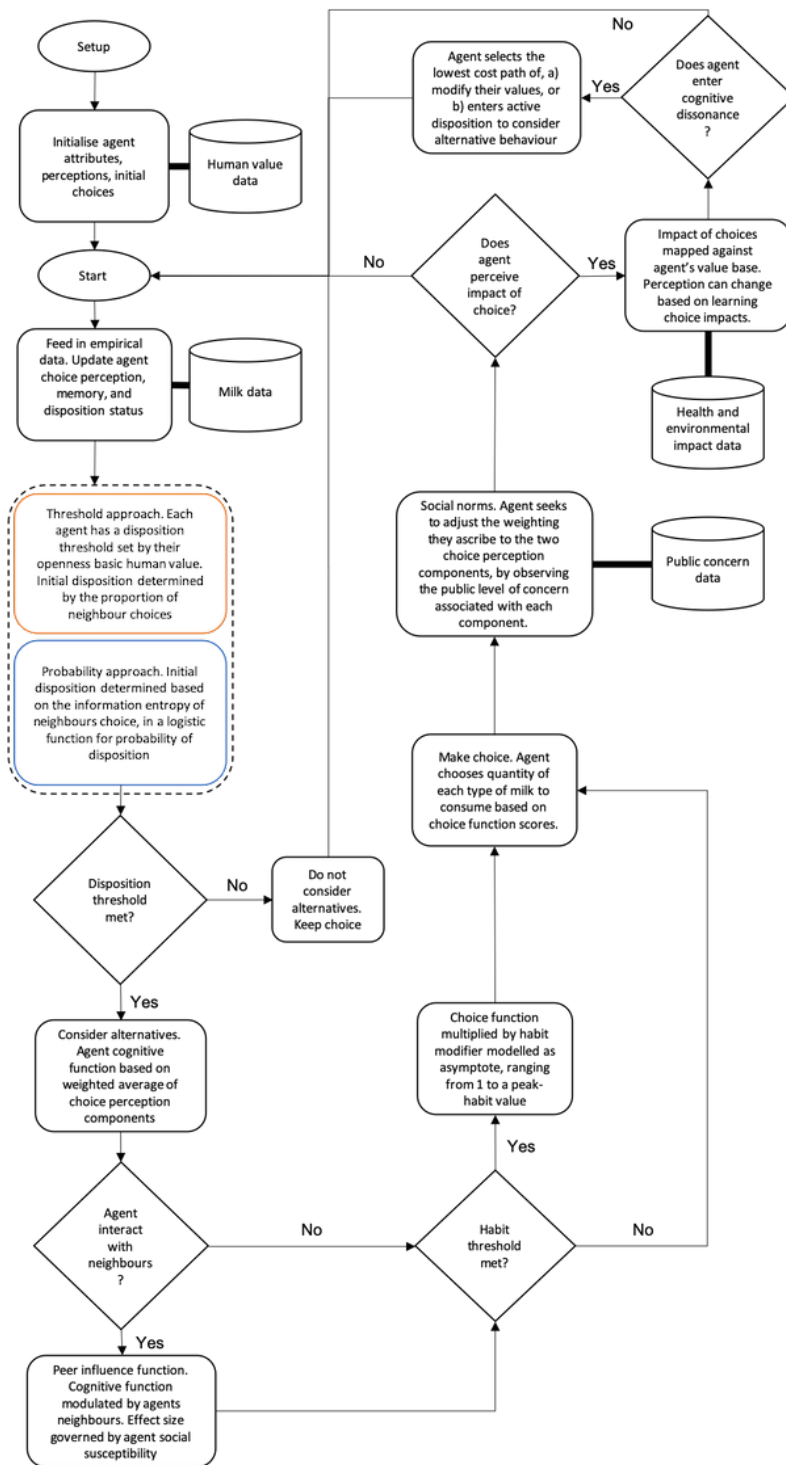 Setup
Initialise agent
attributes,
perceptions, initial
choices
Human value
data
Start
Feed in empirical
data. Update agent
choice perception,
memory, and
disposition status
Milk data
Threshold approach. Each
agent has a disposition
threshold set by their
openness basic human value.
Initial disposition determined
by the proportion of
neighbour choices
Probability approach. Initial
disposition determined based
on the information entropy of
neighbours choice, in a logistic
function for probability of
disposition
Disposition
threshold
met?
No
Do not
consider
alternatives.
Keep choice
Yes
Consider alternatives.
Agent cognitive
function based on
weighted average of
choice perception
components
Agent
interact
with
neighbours
?
No
Yes
Peer influence function.
Cognitive function
modulated by agents
neighbours. Effect size
governed by agent social
susceptibility
Habit
threshold
met?
No
Yes
Choice function
multiplied by habit
modifier modelled as
asymptote, ranging
from 1 to a peak-
habit value
Make choice. Agent
chooses quantity of
each type of milk to
consume based on
choice function scores.
Social norms. Agent seeks
to adjust the weighting
they ascribe to the two
choice perception
components, by observing
the public level of concern
associated with each
component.
Public concern
data
Does
agent
perceive
impact of
choice?
No
Yes
Impact of choices
mapped against
agent's value base.
Perception can change
based on learning
choice impacts.
Health and
environmental
impact data
Does agent
enter
cognitive
dissonance
?
No
Yes
Agent selects the
lowest cost path of, a)
modify their values, or
b) enters active
disposition to consider
alternative behaviour